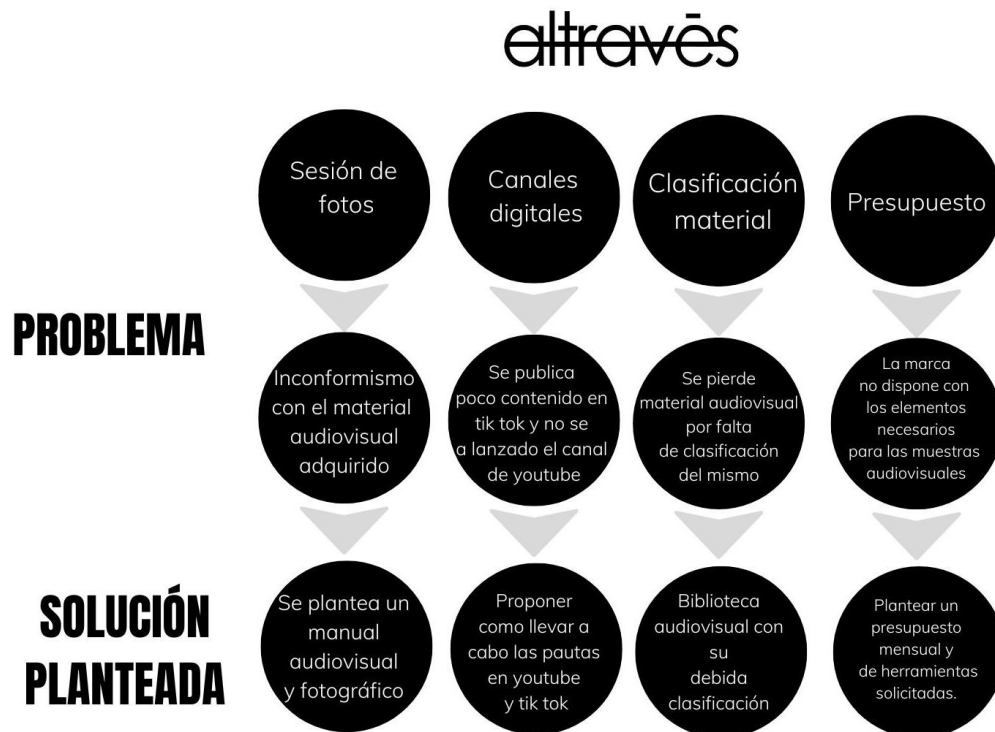 altravēs
Sesión de
fotos
Canales
digitales
Clasificación
material
Presupuesto
PROBLEMA
Inconformismo
con el material
audiovisual
adquirido
Se publica
poco contenido en
tik tok y no se
a lanzado el canal
de youtube
Se pierde
material audiovisual
por falta
de clasificación
del mismo
La marca
no dispone con
los elementos
necesarios
para las muestras
audiovisuales
SOLUCIÓN
PLANTEADA
Se plantea un
manual
audiovisual
y fotográfico
Proponer
como llevar a
cabo las pautas
en youtube
y tik tok
Biblioteca
audiovisual con
su
debida
clasificación
Plantear un
presupuesto
mensual y
de herramientas
solicitadas.